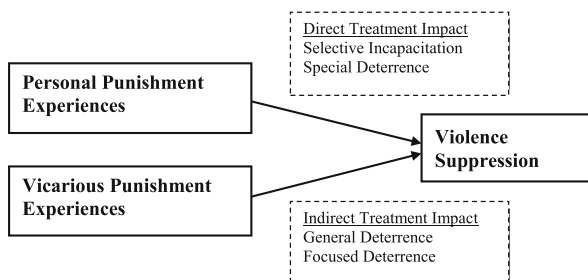 Direct Treatment Impact
Selective Incapacitation
Special Deterrence
Personal Punishment
Experiences
Violence
Suppression
Vicarious Punishment
Experiences
Indirect Treatment Impact
General Deterrence
Focused Deterrence